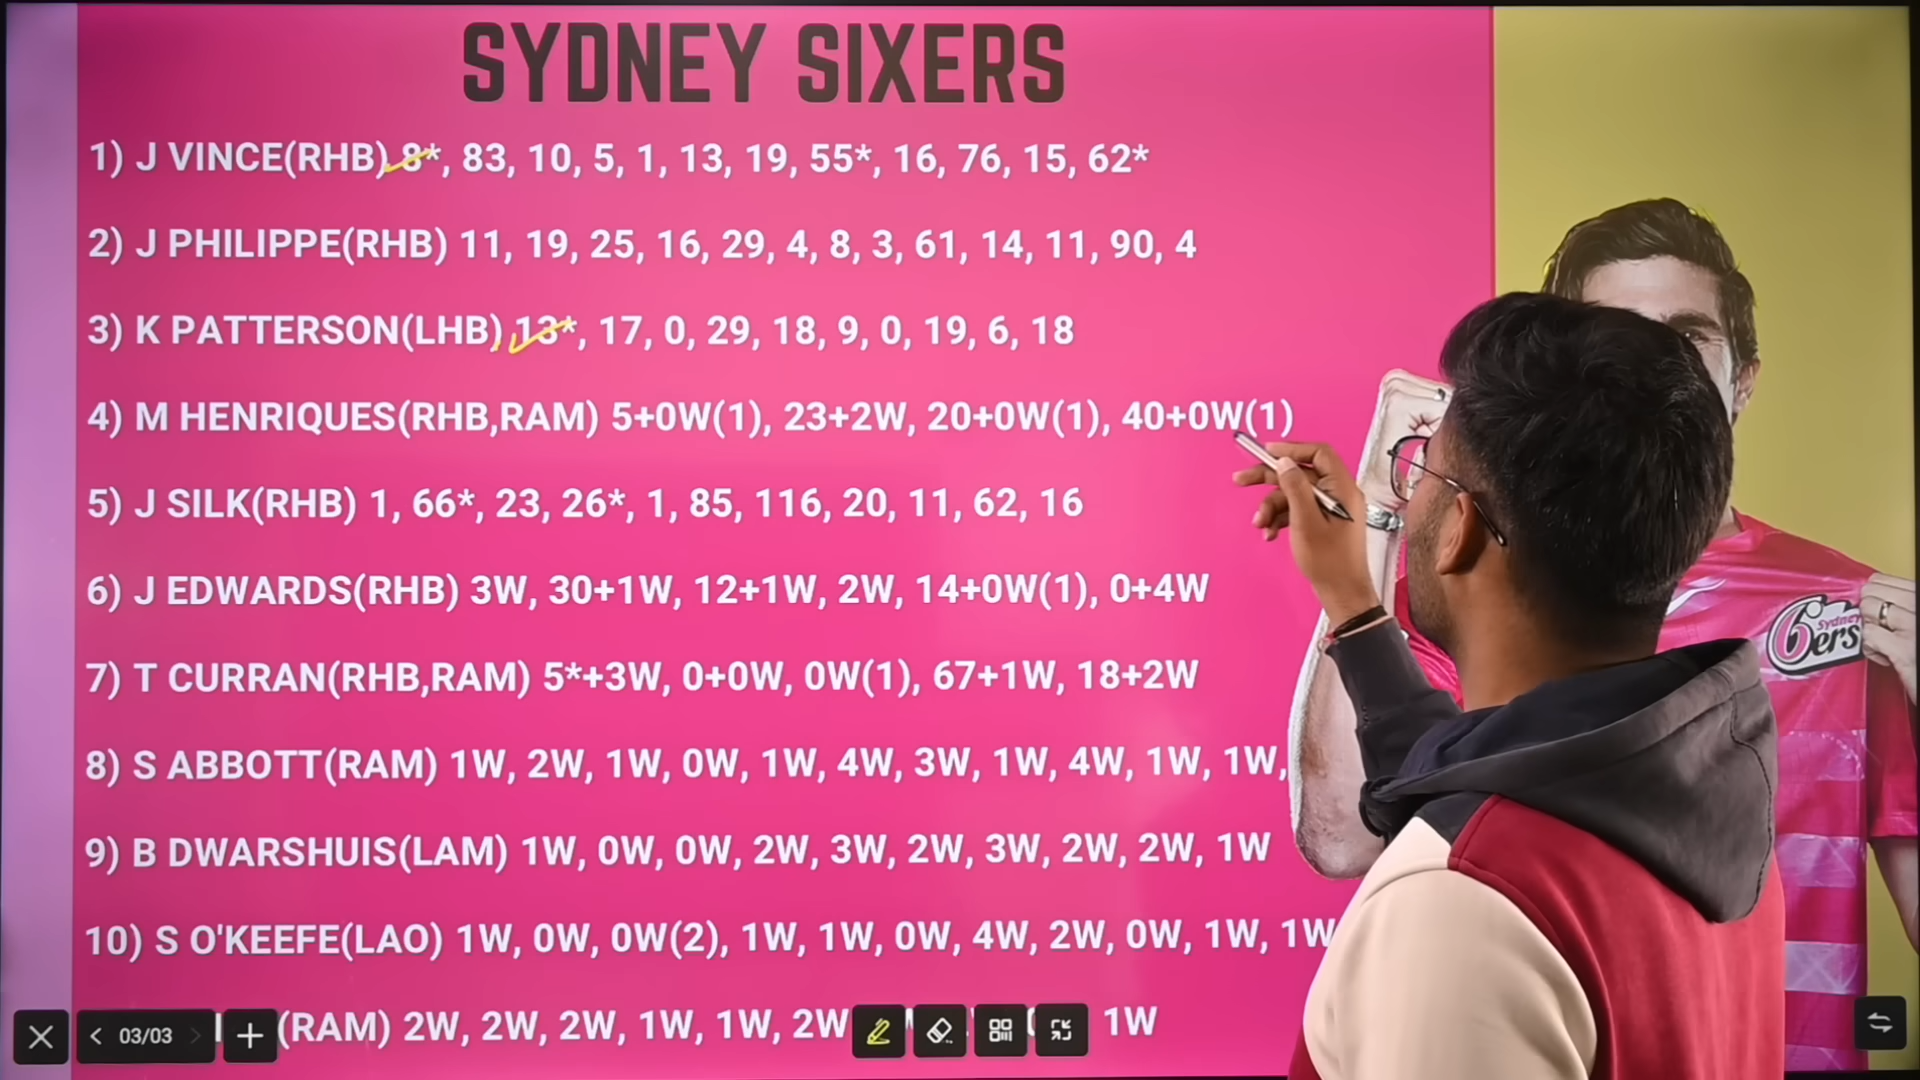 SYDNEY SIXERS
1) J VINCE(RHB) 8*, 83, 10, 5, 1, 13, 19, 55*, 16, 76, 15, 62*
2) J PHILIPPE(RHB) 11, 19, 25, 16, 29, 4, 8, 3, 61, 14, 11, 90, 4
3) K PATTERSON(LHB) 13*, 17, 0, 29, 18, 9, 0, 19, 6, 18
4) M HENRIQUES(RHB,RAM) 5+0W(1), 23+2W, 20+0W(1), 40+0W(1)
5) J SILK(RHB) 1, 66*, 23, 26*, 1, 85, 116, 20, 11, 62, 16
6) J EDWARDS(RHB) 3W, 30+1W, 12+1W, 2W, 14+0W(1), 0+4W
7) T CURRAN(RHB,RAM) 5*+3W, 0+0W, 0W(1), 67+1W, 18+2W
8) S ABBOTT(RAM) 1W, 2W, 1W, 0W, 1W, 4W, 3W, 1W, 4W, 1W, 1W,
9) B DWARSHUIS(LAM) 1W, 0W, 0W, 2W, 3W, 2W, 3W, 2W, 2W, 1W
10) S O'KEEFE(LAO) 1W, 0W, 0W(2), 1W, 1W, 0W, 4W, 2W, 0W, 1W, 1W
(RAM) 2W, 2W, 2W, 1W, 1W, 2W 1W
03/03
Sydney
6ers